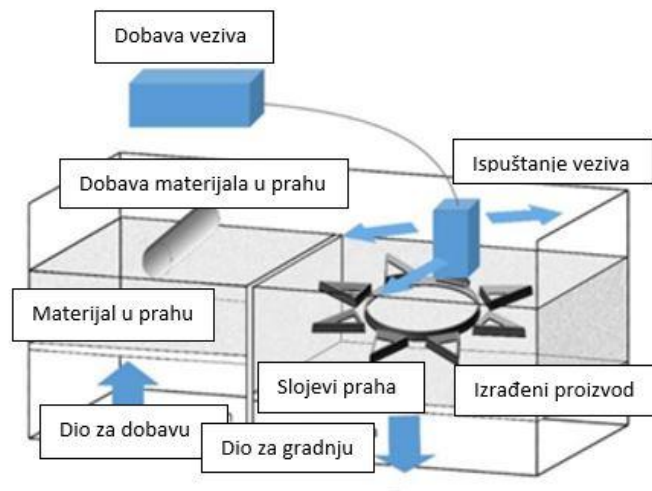 Dobava veziva
Ispuštanje veziva
Dobava materijala u prahu
Materijal u prahu
Slojevi praha
Izrađeni proizvod
Dio za dobavu
Dio za gradnju